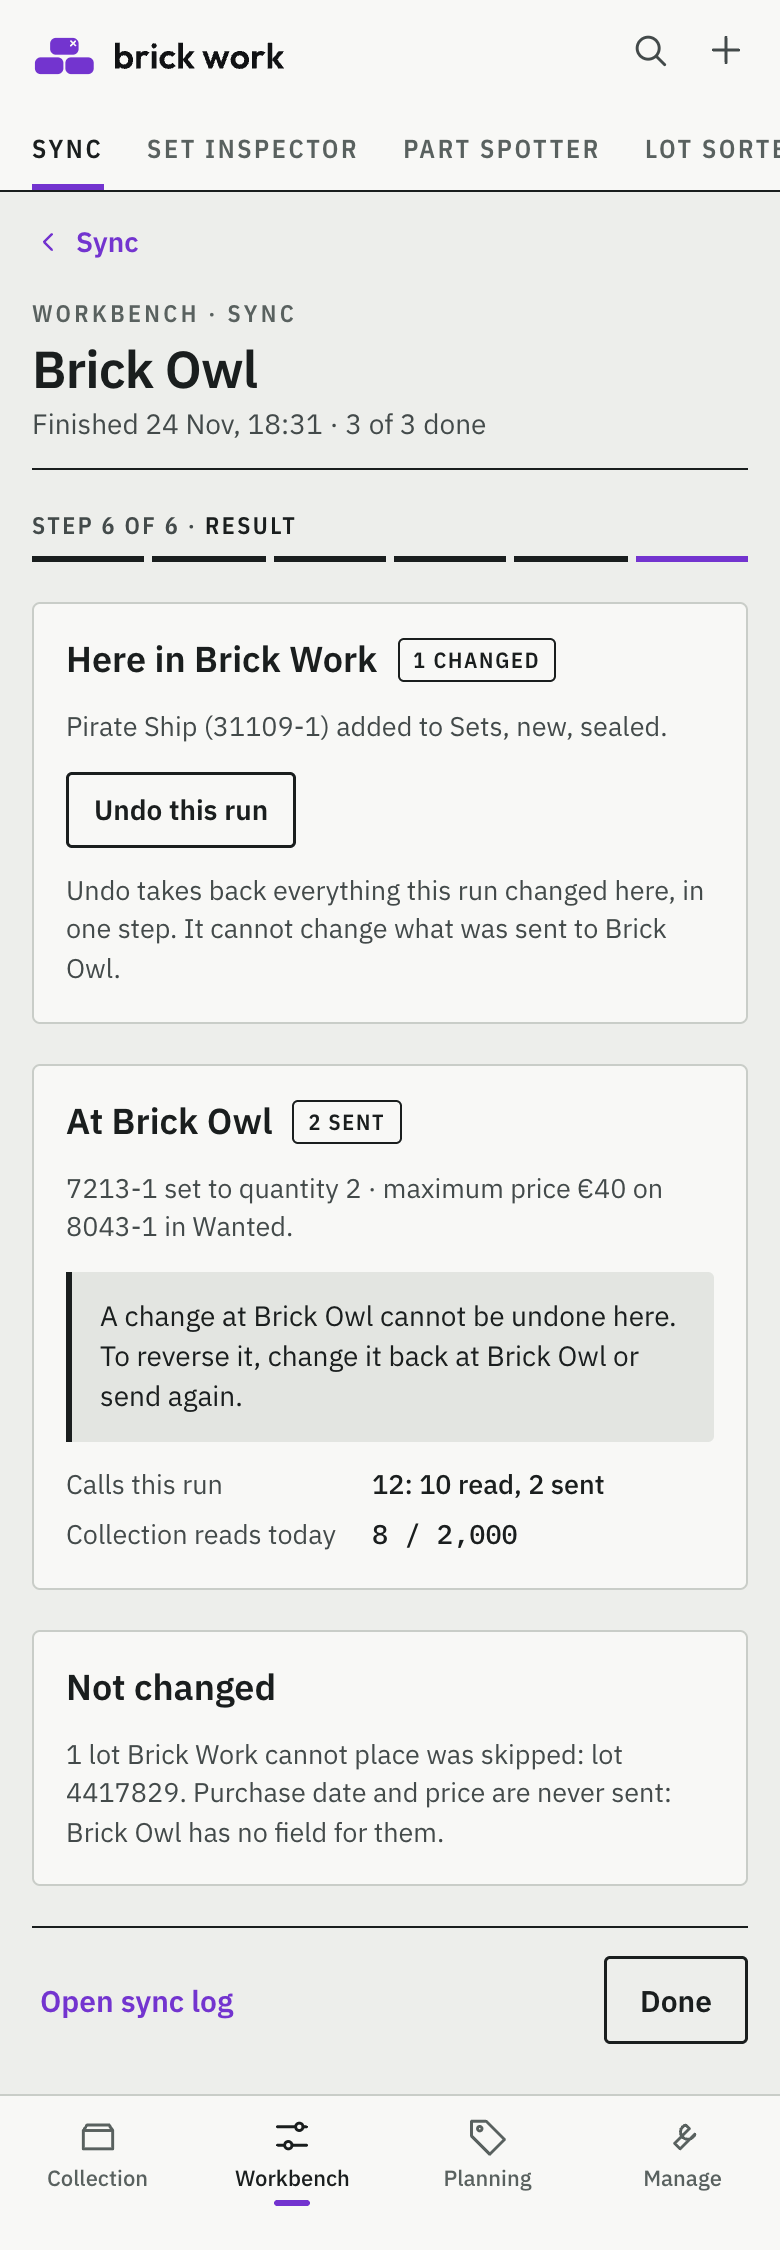 brick work
SYNC SET INSPECTOR PART SPOTTER LOT SORTE
Sync
WORKBENCH · SYNC
Brick Owl
Finished 24 Nov, 18:31 · 3 of 3 done
STEP 6 OF 6 · RESULT
Here in Brick Work 1 CHANGED
Pirate Ship (31109-1) added to Sets, new, sealed.
Undo this run
Undo takes back everything this run changed here, in
one step. It cannot change what was sent to Brick
Owl.
At Brick Owl 2 SENT
7213-1 set to quantity 2 · maximum price €40 on
8043-1 in Wanted.
A change at Brick Owl cannot be undone here.
To reverse it, change it back at Brick Owl or
send again.
Calls this run 12: 10 read, 2 sent
Collection reads today 8 / 2,000
Not changed
1 lot Brick Work cannot place was skipped: lot
4417829. Purchase date and price are never sent:
Brick Owl has no field for them.
Open sync log Done
Collection Workbench Planning Manage